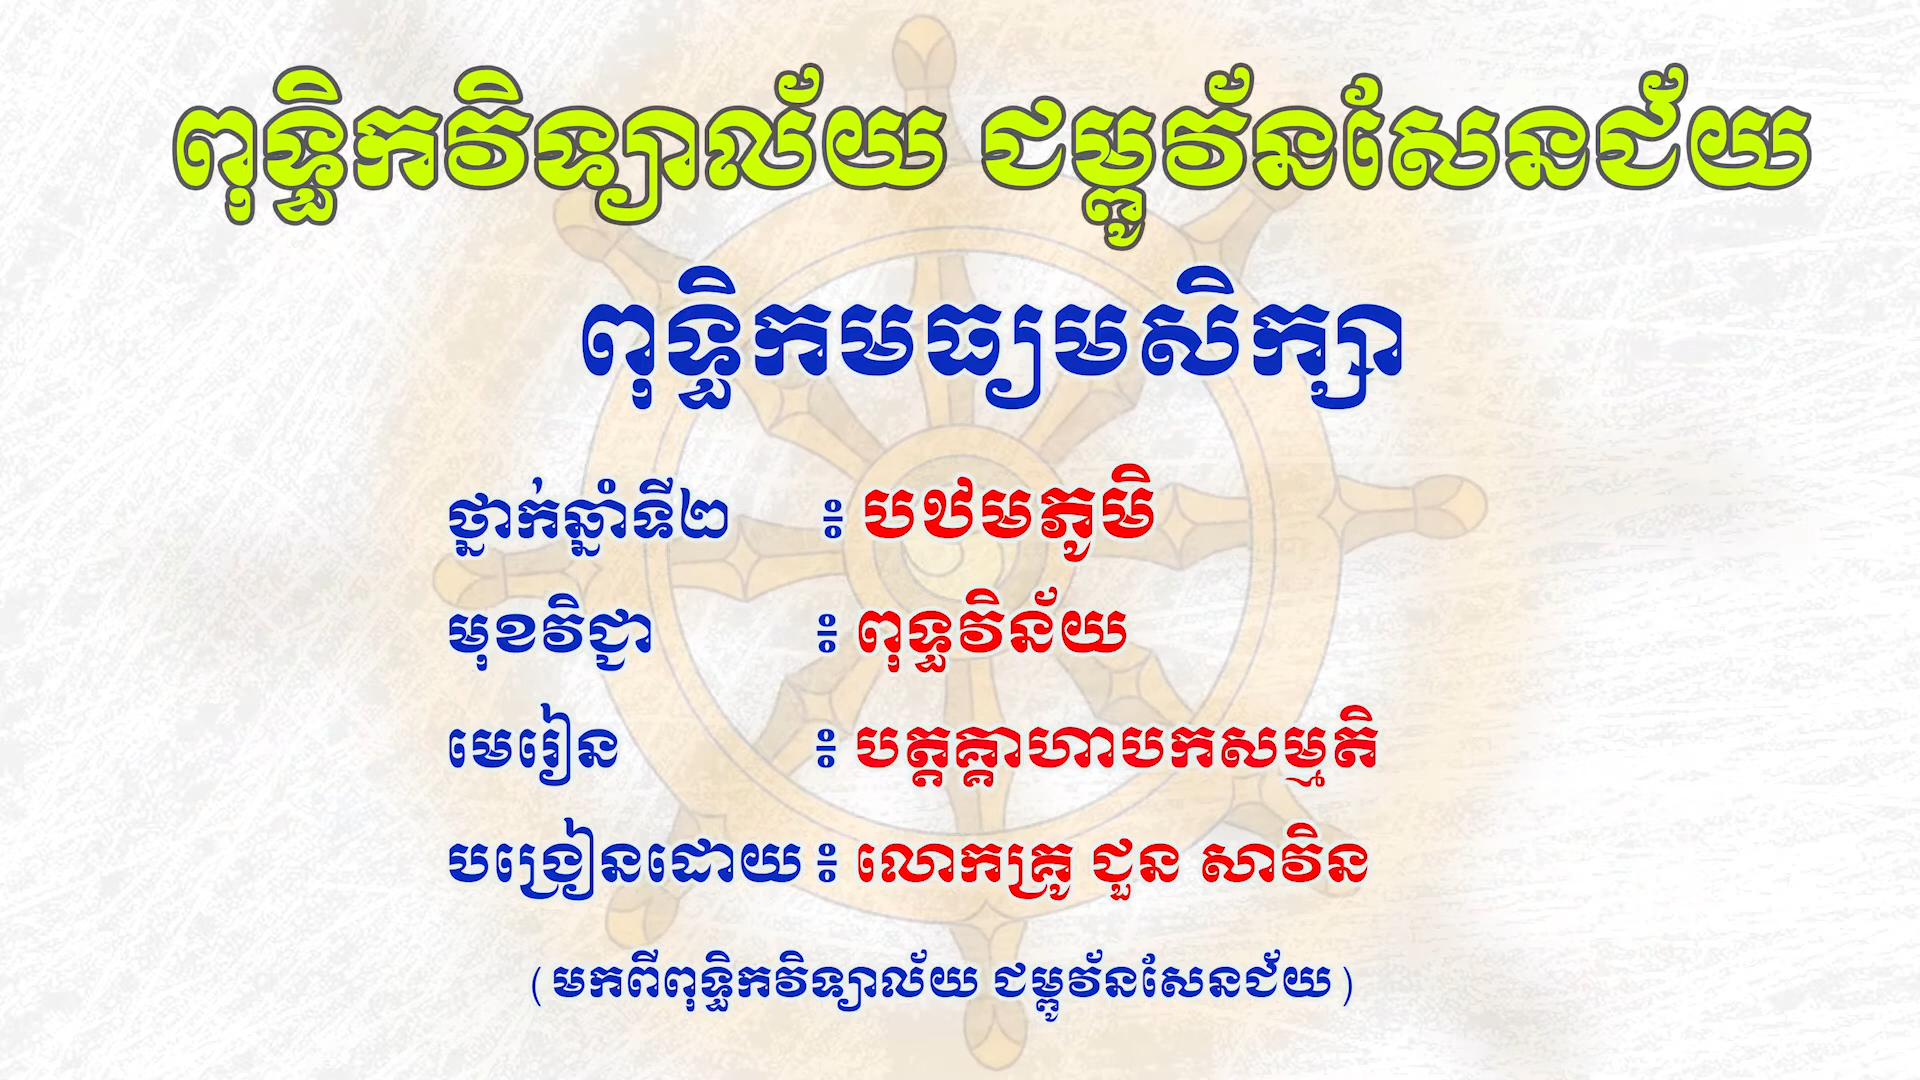 ពុទ្ធិកវិទ្យាល័យ ជម្ពូវ័នសែនជ័យ
ពុទ្ធិកមធ្យមសិក្សា
ថ្នាក់ឆ្នាំទី២ ៖ បឋមភូមិ
មុខវិជ្ជា ៖ ពុទ្ធវិន័យ
មេរៀន ៖ បត្តគ្គាហាបកសម្មតិ
បង្រៀនដោយ ៖ លោកគ្រូ ជួន សាវិន
( មកពីពុទ្ធិកវិទ្យាល័យ ជម្ពូវ័នសែនជ័យ )